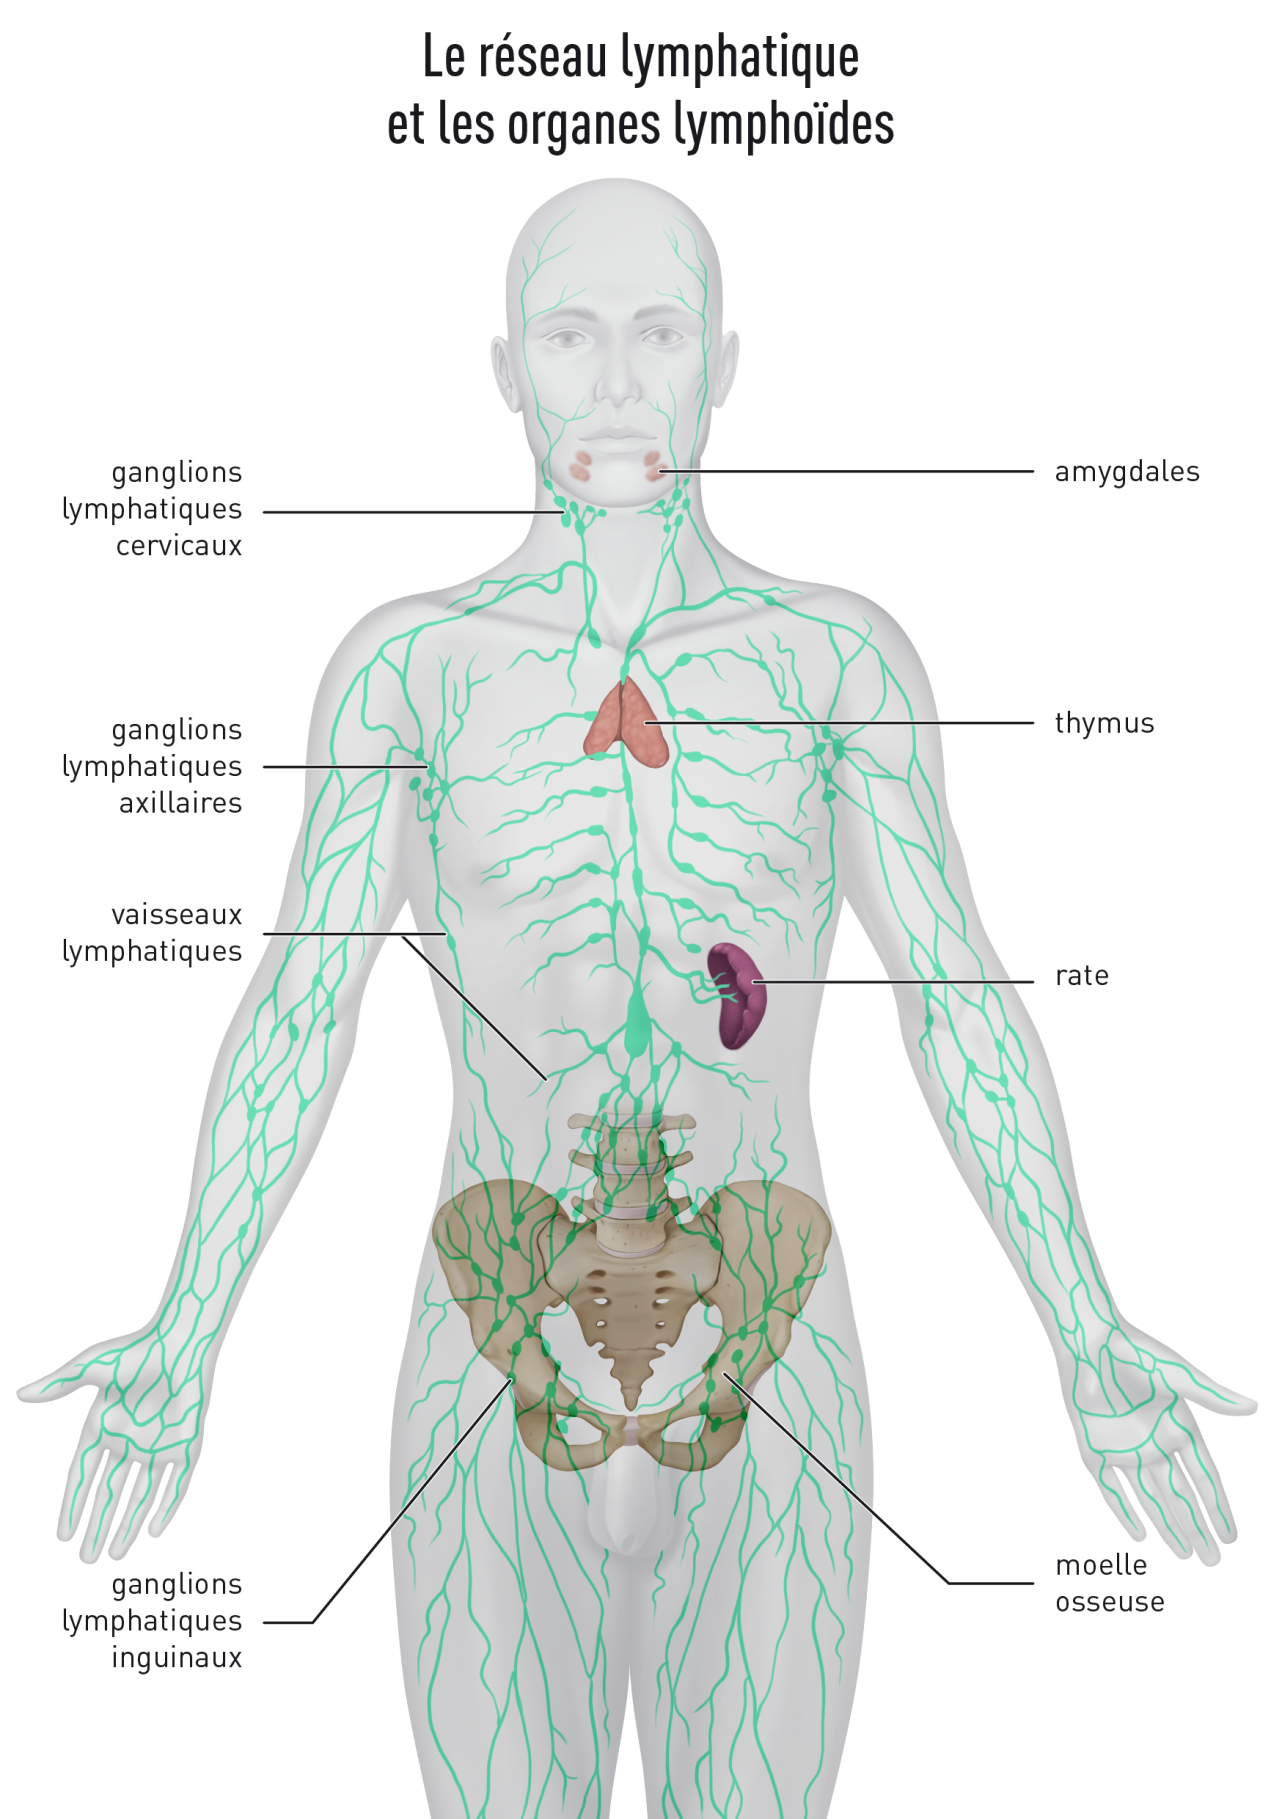 Le réseau lymphatique
et les organes lymphoïdes
ganglions
lymphatiques
cervicaux
amygdales
ganglions
lymphatiques
axillaires
thymus
vaisseaux
lymphatiques
rate
ganglions
lymphatiques
inguinaux
moelle
osseuse